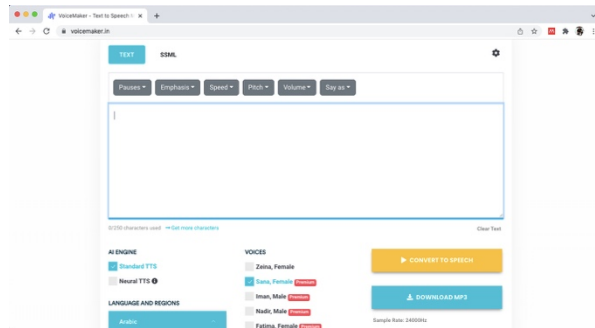 VoiceMaker - Text to Speech
voicemaker.in
TEXT SSML
Pauses Emphasis Speed Pitch Volume Say as
0/250 characters used Get more characters Clear Text
AI ENGINE
Standard TTS
Neural TTS
LANGUAGE AND REGIONS
Arabic
VOICES
Zeina, Female
Sana, Female Premium
Iman, Male Premium
Nadir, Male Premium
Fatima, Female Premium
CONVERT TO SPEECH
DOWNLOAD MP3
Sample Rate: 24000Hz